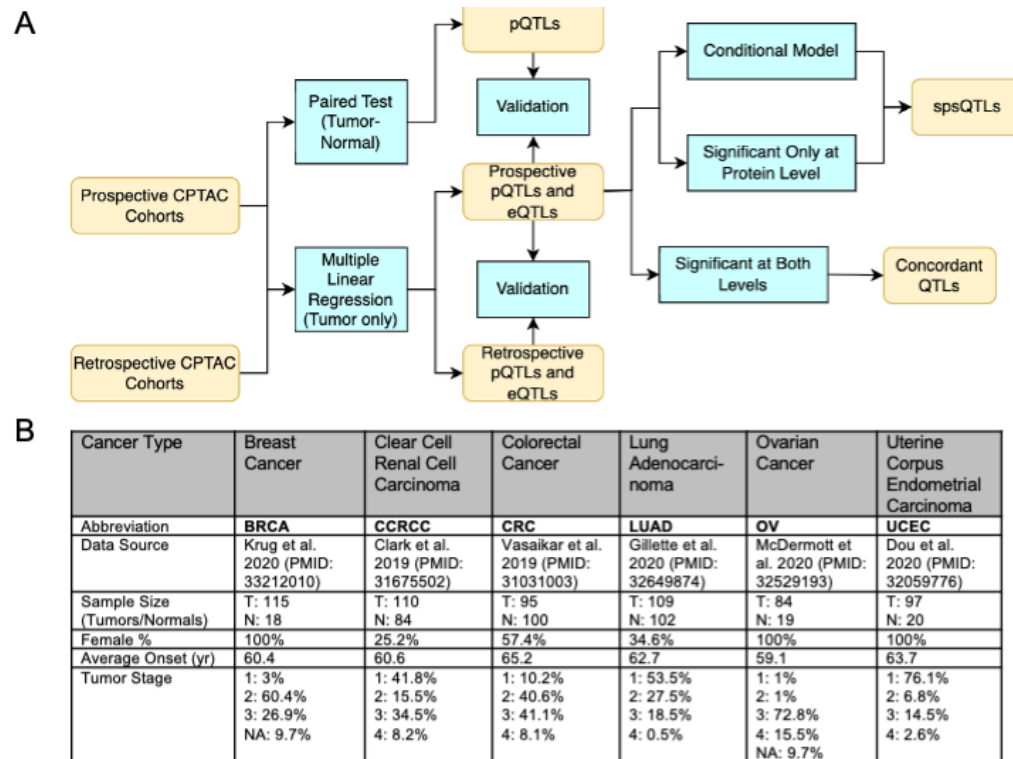 A
pQTLs
Conditional Model
Paired Test
(Tumor-
Normal)
Validation
spsQTLs
Significant Only at
Protein Level
Prospective CPTAC
Cohorts
Prospective
pQTLs and
eQTLs
Multiple
Linear
Regression
(Tumor only)
Validation
Significant at Both
Levels
Concordant
QTLs
Retrospective CPTAC
Cohorts
Retrospective
pQTLs and
eQTLs
B
Cancer Type
Breast
Cancer
Clear Cell
Renal Cell
Carcinoma
Colorectal
Cancer
Lung
Adenocarci-
noma
Ovarian
Cancer
Uterine
Corpus
Endometrial
Carcinoma
Abbreviation
BRCA
CCRCC
CRC
LUAD
OV
UCEC
Data Source
Krug et al.
2020 (PMID:
33212010)
Clark et al.
2019 (PMID:
31675502)
Vasaikar et al.
2019 (PMID:
31031003)
Gillette et al.
2020 (PMID:
32649874)
McDermott et
al. 2020 (PMID:
32529193)
Dou et al.
2020 (PMID:
32059776)
Sample Size
(Tumors/Normals)
T: 115
N: 18
T: 110
N: 84
T: 95
N: 100
T: 109
N: 102
T: 84
N: 19
T: 97
N: 20
Female %
100%
25.2%
57.4%
34.6%
100%
100%
Average Onset (yr)
60.4
60.6
65.2
62.7
59.1
63.7
Tumor Stage
1: 3%
2: 60.4%
3: 26.9%
NA: 9.7%
1: 41.8%
2: 15.5%
3: 34.5%
4: 8.2%
1: 10.2%
2: 40.6%
3: 41.1%
4: 8.1%
1: 53.5%
2: 27.5%
3: 18.5%
4: 0.5%
1: 1%
2: 1%
3: 72.8%
4: 15.5%
NA: 9.7%
1: 76.1%
2: 6.8%
3: 14.5%
4: 2.6%